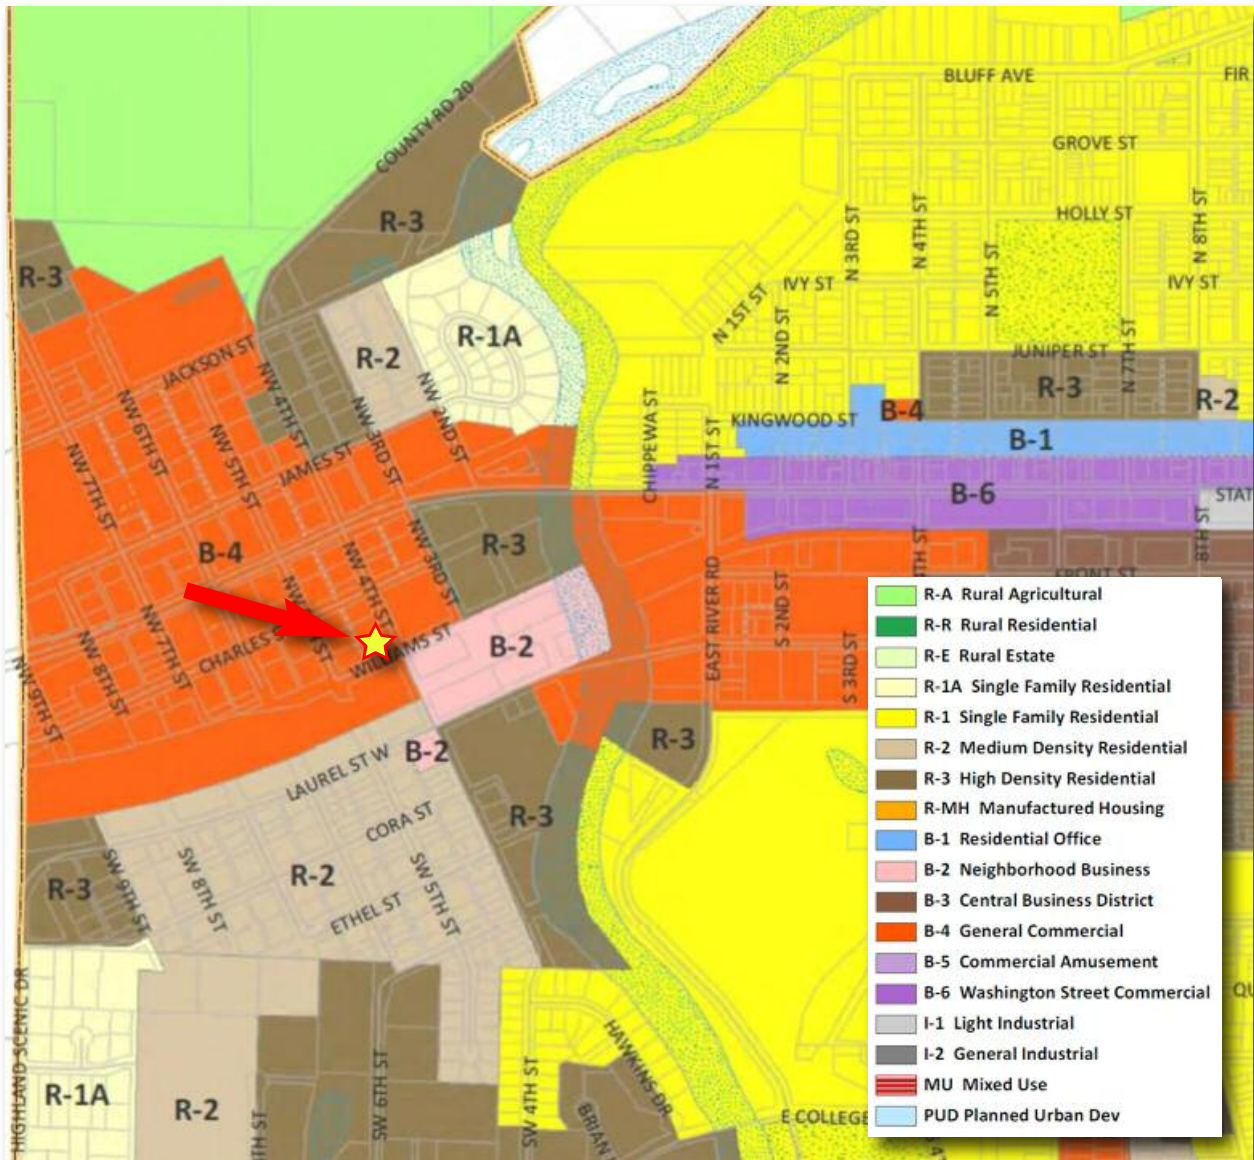 BLUFF AVE
FIR
COUNTY RD 20
GROVE ST
R-3
HOLLY ST
N 8TH ST
N 3RD ST
N 4TH ST
N 5TH ST
R-3
IVY ST
IVY ST
N 1ST ST
N 2ND ST
R-1A
R-2
JACKSON ST
JUNIPER ST
N 7TH ST
R-3
NW 4TH ST
NW 6TH ST
NW 3RD ST
NW 2ND ST
R-2
B-4
KINGWOOD ST
CHIPPEWA ST
N 1ST ST
B-1
NW 5TH ST
JAMES ST
NW 7TH ST
B-6
STAT
8TH ST
R-3
NW 3RD ST
B-4
NW 4TH ST
FRONT ST
EAST RIVER RD
S 2ND ST
CHARLES
WILLIAMS ST
B-2
NW 7TH ST
NW 8TH ST
NW 9TH ST
S 3RD ST
R-3
B-2
LAUREL ST W
CORA ST
R-3
SW 9TH ST
SW 8TH ST
R-2
SW 5TH ST
R-3
ETHEL ST
HIGHLAND SCENIC DR
QU
R-1A
R-2
SW 6TH ST
SW 4TH ST
HAWKINS DR
BRIAN
E COLLEGE
R-A Rural Agricultural
R-R Rural Residential
R-E Rural Estate
R-1A Single Family Residential
R-1 Single Family Residential
R-2 Medium Density Residential
R-3 High Density Residential
R-MH Manufactured Housing
B-1 Residential Office
B-2 Neighborhood Business
B-3 Central Business District
B-4 General Commercial
B-5 Commercial Amusement
B-6 Washington Street Commercial
I-1 Light Industrial
I-2 General Industrial
MU Mixed Use
PUD Planned Urban Dev